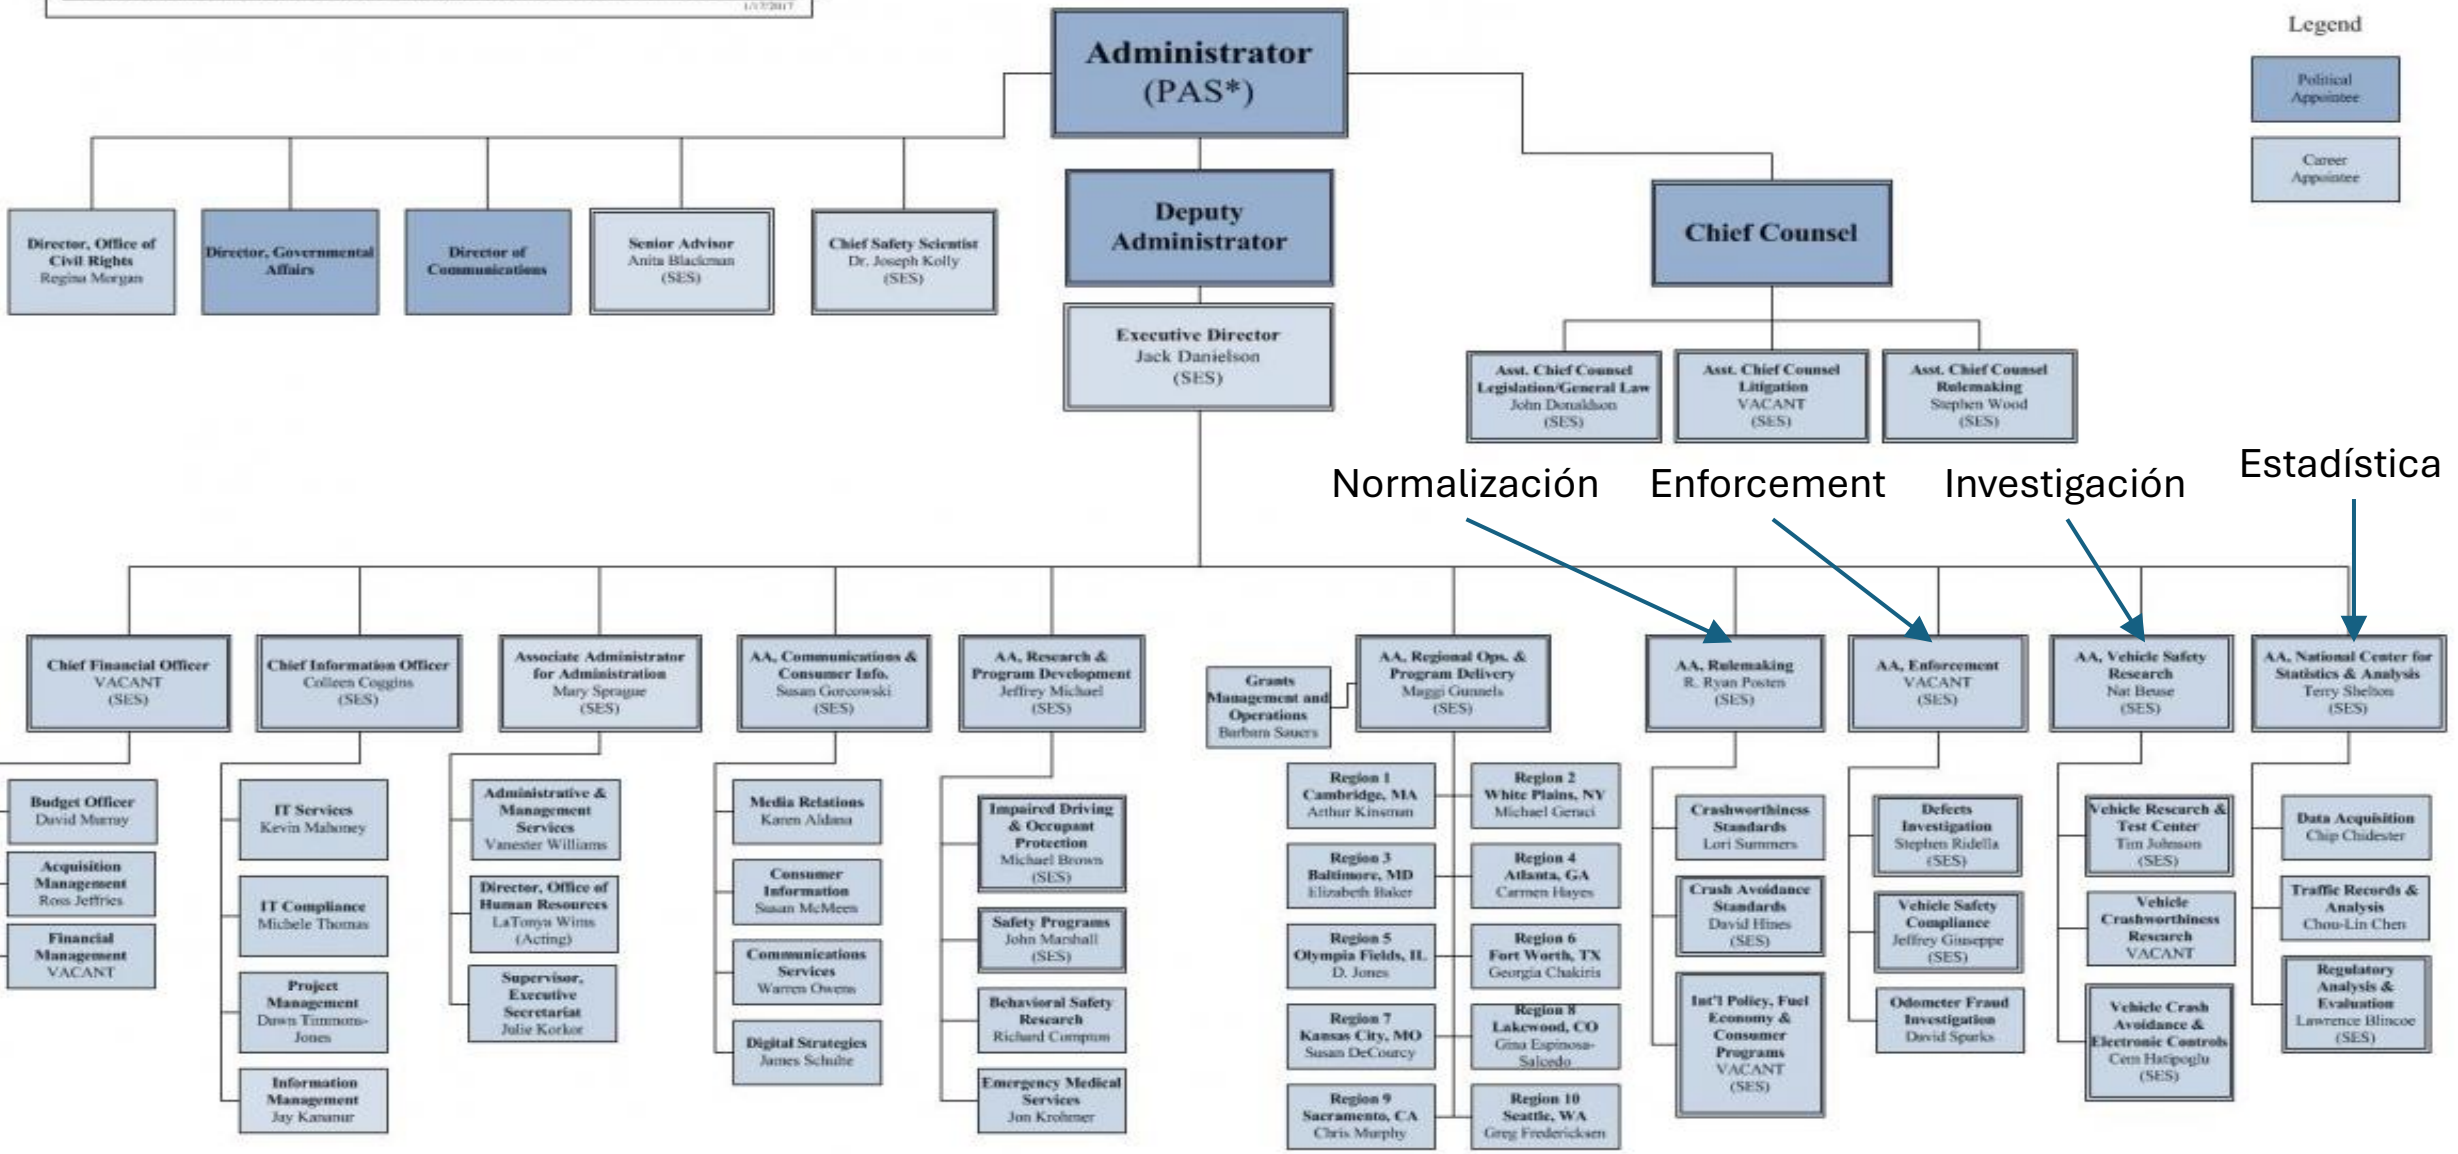 1/17/2017
Administrator
(PAS*)
Legend
Political
Appointee
Career
Appointee
Director, Office of
Civil Rights
Regina Morgan
Director, Governmental
Affairs
Director of
Communications
Senior Advisor
Anita Blackman
(SES)
Chief Safety Scientist
Dr. Joseph Kolly
(SES)
Deputy
Administrator
Executive Director
Jack Danielson
(SES)
Chief Counsel
Asst. Chief Counsel
Legislation/General Law
John Donaldson
(SES)
Asst. Chief Counsel
Litigation
VACANT
(SES)
Asst. Chief Counsel
Rulemaking
Stephen Wood
(SES)
Normalización
Enforcement
Investigación
Estadística
Chief Financial Officer
VACANT
(SES)
Chief Information Officer
Colleen Coggins
(SES)
Associate Administrator
for Administration
Mary Sprague
(SES)
AA, Communications &
Consumer Info.
Susan Gorcowski
(SES)
AA, Research &
Program Development
Jeffrey Michael
(SES)
Grants
Management and
Operations
Barbara Sauers
AA, Regional Ops. &
Program Delivery
Maggi Gunnels
(SES)
AA, Rulemaking
R. Ryan Posten
(SES)
AA, Enforcement
VACANT
(SES)
AA, Vehicle Safety
Research
Nat Beuse
(SES)
AA, National Center for
Statistics & Analysis
Terry Shelton
(SES)
Budget Officer
David Murray
Acquisition
Management
Ross Jeffries
Financial
Management
VACANT
IT Services
Kevin Mahoney
IT Compliance
Michele Thomas
Project
Management
Dawn Timmons-
Jones
Information
Management
Jay Kananur
Administrative &
Management
Services
Vanester Williams
Director, Office of
Human Resources
LaTonya Wims
(Acting)
Supervisor,
Executive
Secretariat
Julie Korkor
Media Relations
Karen Aldana
Consumer
Information
Susan McMeen
Communications
Services
Warren Owens
Digital Strategies
James Schulte
Impaired Driving
& Occupant
Protection
Michael Brown
(SES)
Safety Programs
John Marshall
(SES)
Behavioral Safety
Research
Richard Compton
Emergency Medical
Services
Jon Krohmer
Region 1
Cambridge, MA
Arthur Kinsman
Region 2
White Plains, NY
Michael Geraci
Region 3
Baltimore, MD
Elizabeth Baker
Region 4
Atlanta, GA
Carmen Hayes
Region 5
Olympia Fields, IL
D. Jones
Region 6
Fort Worth, TX
Georgia Chakiris
Region 7
Kansas City, MO
Susan DeCourcy
Region 8
Lakewood, CO
Gina Espinosa-
Salcedo
Region 9
Sacramento, CA
Chris Murphy
Region 10
Seattle, WA
Greg Fredericksen
Crashworthiness
Standards
Lori Summers
Crash Avoidance
Standards
David Hines
(SES)
Int'l Policy, Fuel
Economy &
Consumer
Programs
VACANT
(SES)
Defects
Investigation
Stephen Ridella
(SES)
Vehicle Safety
Compliance
Jeffrey Giuseppe
(SES)
Odometer Fraud
Investigation
David Sparks
Vehicle Research &
Test Center
Tim Johnson
(SES)
Vehicle
Crashworthiness
Research
VACANT
Vehicle Crash
Avoidance &
Electronic Controls
Cem Hatipoglu
(SES)
Data Acquisition
Chip Chidester
Traffic Records &
Analysis
Chou-Lin Chen
Regulatory
Analysis &
Evaluation
Lawrence Blincoe
(SES)